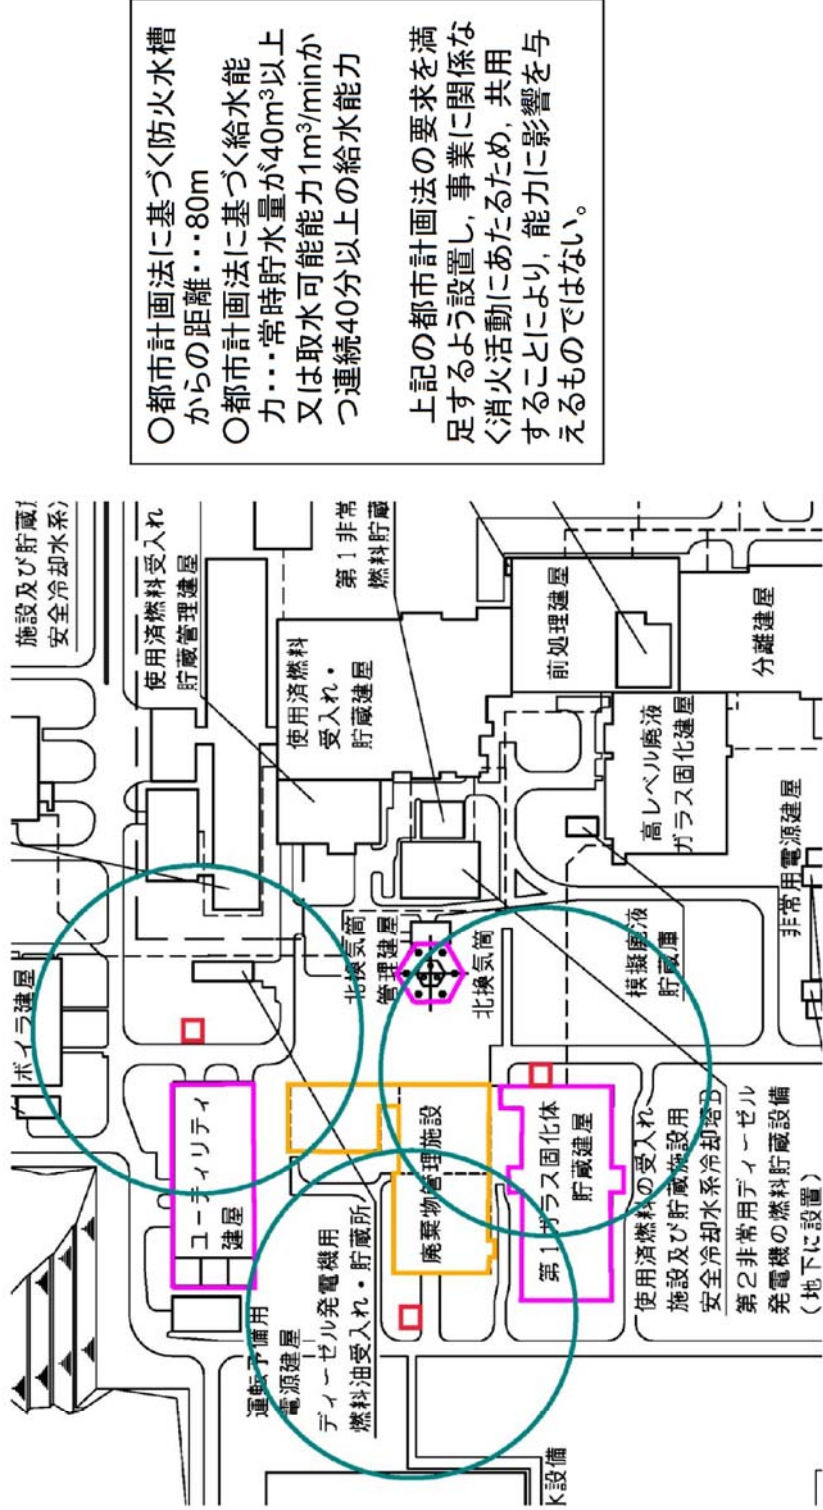 〇都市計画法に基づく防火水槽
からの距離・・・80m
〇都市計画法に基づく給水能
力・・・常時貯水量が40m³以上
又は取水可能能力1m³/minか
つ連続40分以上の給水能力
上記の都市計画法の要求を満
足するよう設置し，事業に関係な
く消火活動にあたるため，共用
することにより，能力に影響を与
えるものではない。
施設及び貯蔵
安全冷却水系
使用済燃料受入れ
貯蔵管理建屋
使用済燃料
受入れ・
貯蔵建屋
第１非常
燃料貯蔵
前処理建屋
分離建屋
高レベル廃液
ガラス固化建屋
非常用電源建屋
模擬廃液
貯蔵庫
北換気筒
管理建屋
北換気筒
ボイラ建屋
ユーティリティ
建屋
廃棄物管理施設
第１ガラス固化体
貯蔵建屋
運転予備用
電源建屋
ディーゼル発電機用
燃料油受入れ・貯蔵所
使用済燃料の受入れ
施設及び貯蔵施設用
安全冷却水系冷却塔B
第２非常用ディーゼル
発電機の燃料貯蔵設備
（地下に設置）
水設備